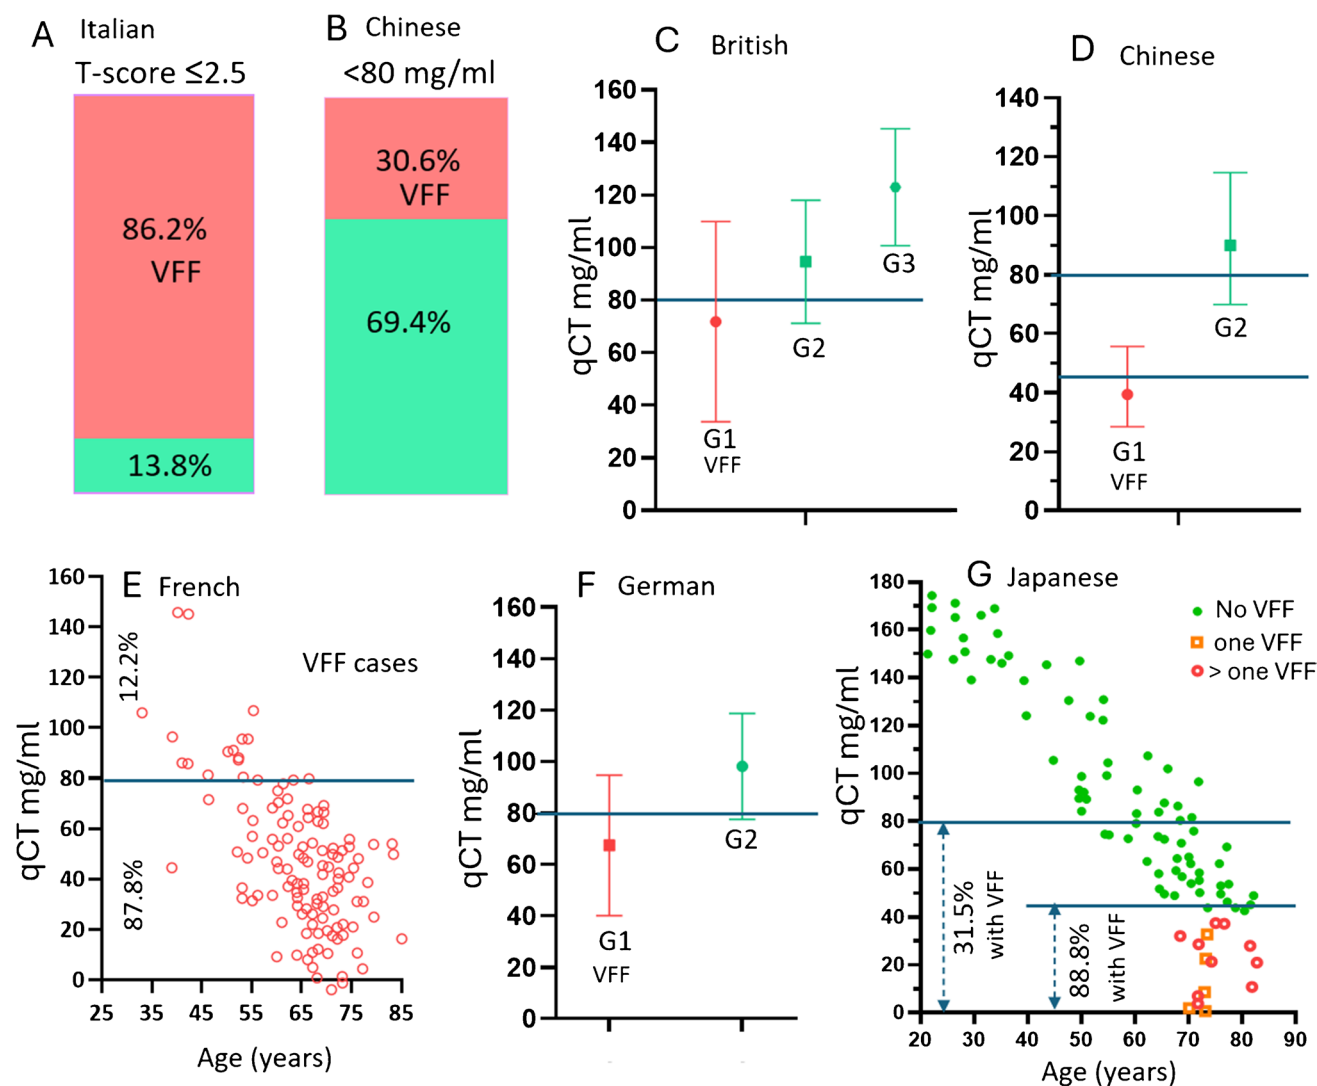 A Italian
T-score ≤2.5
86.2%
VFF
13.8%
B Chinese
<80 mg/ml
30.6%
VFF
69.4%
C British
qCT mg/ml
160
140
120
100
80
60
40
20
0
G1
VFF
G2
G3
D Chinese
qCT mg/ml
140
120
100
80
60
40
20
0
G1
VFF
G2
E French
VFF cases
qCT mg/ml
160
140
120
100
80
60
40
20
0
12.2%
87.8%
25 35 45 55 65 75 85
Age (years)
F German
qCT mg/ml
160
140
120
100
80
60
40
20
0
G1
VFF
G2
G Japanese
No VFF
one VFF
> one VFF
qCT mg/ml
180
160
140
120
100
80
60
40
20
0
31.5%
with VFF
88.8%
with VFF
20 30 40 50 60 70 80 90
Age (years)